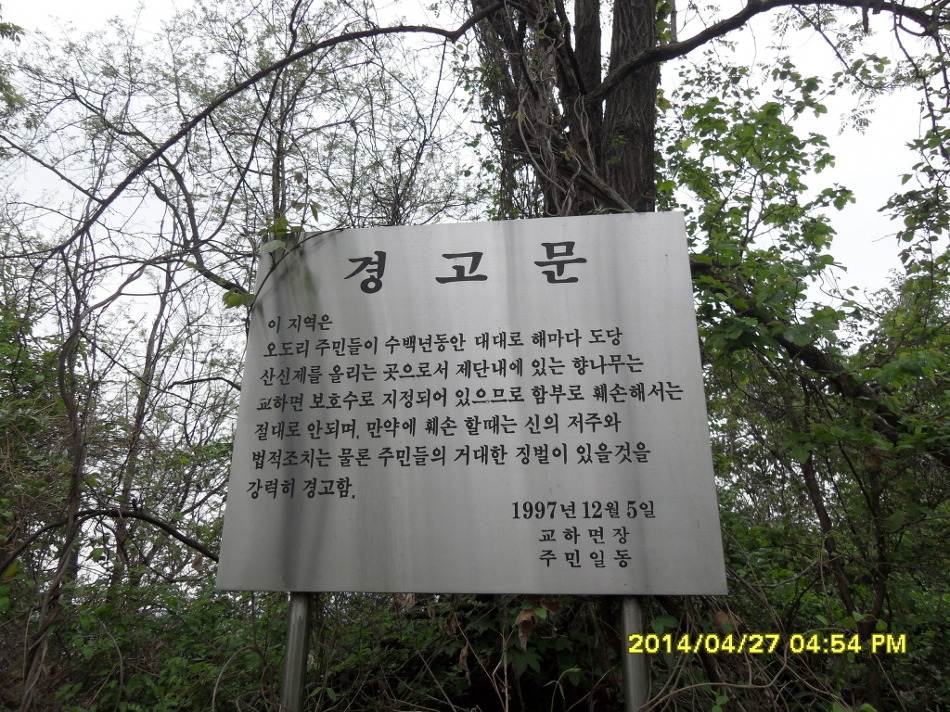 경고문
이 지역은
오도리 주민들이 수백년동안 대대로 해마다 도당
산신제를 올리는 곳으로서 제단내에 있는 향나무는
교하면 보호수로 지정되어 있으므로 함부로 훼손해서는
절대로 안되며, 만약에 훼손 할때는 신의 저주와
법적조치는 물론 주민들의 거대한 징벌이 있을것을
강력히 경고함.
1997년 12월 5일
교하면장
주민일동
2014/04/27 04:54 PM